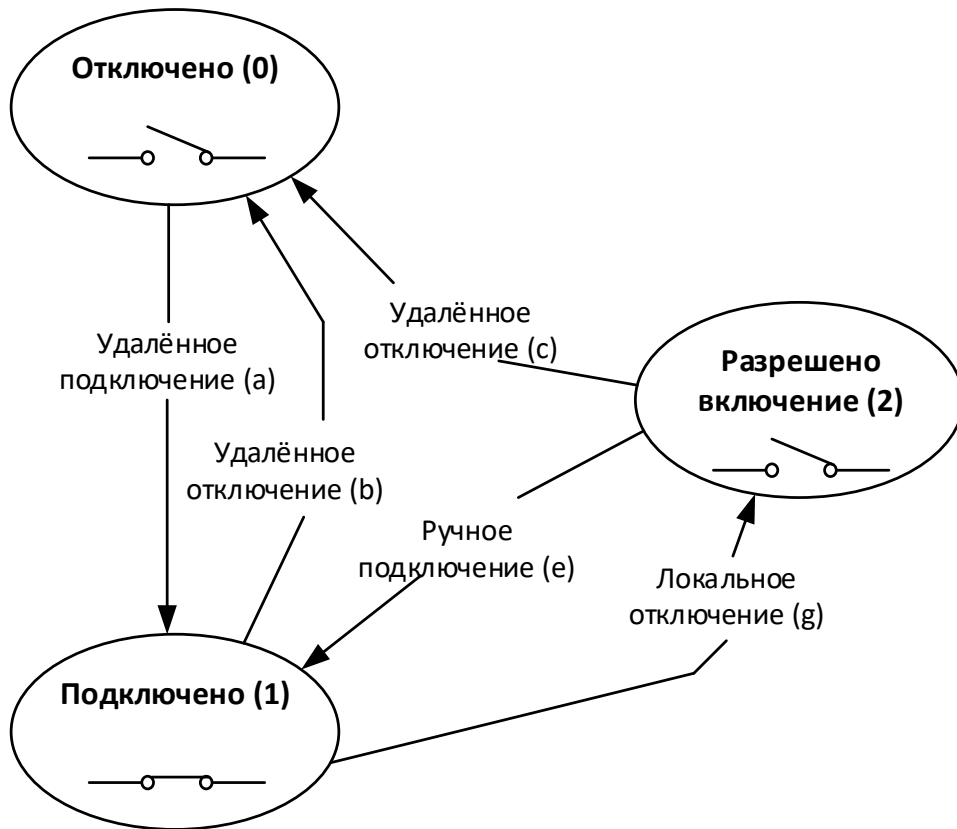 Отключено (0)
Удалённое
подключение (a)
Удалённое
отключение (c)
Разрешено
включение (2)
Удалённое
отключение (b)
Ручное
подключение (e)
Локальное
отключение (g)
Подключено (1)